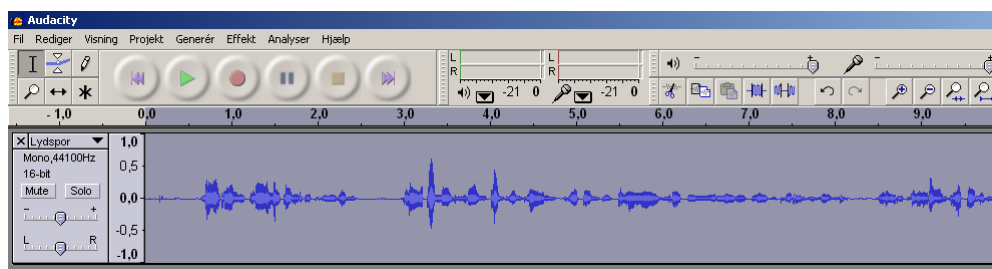 Audacity
Fil Rediger Visning Projekt Generér Effekt Analyser Hjælp
L
R
-21 0
L
R
-21 0
- +
- 1,0 0,0 1,0 2,0 3,0 4,0 5,0 6,0 7,0 8,0 9,0
Lydspor
Mono,44100Hz
16-bit
Mute Solo
- +
L R
1,0
0,5
0,0
-0,5
-1,0